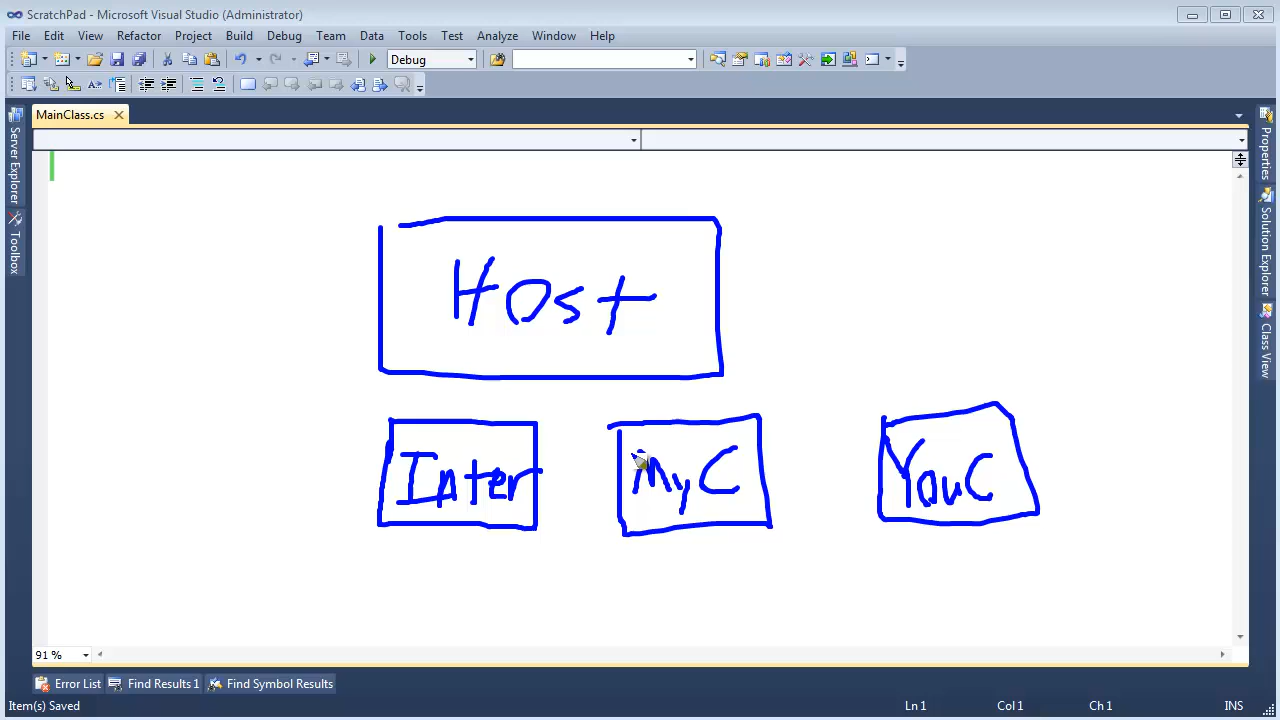 ScratchPad - Microsoft Visual Studio (Administrator)
File Edit View Refactor Project Build Debug Team Data Tools Test Analyze Window Help
Debug
MainClass.cs
Server Explorer
Toolbox
Properties
Solution Explorer
Class View
Host
Inter MyC YouC
91 %
Error List Find Results 1 Find Symbol Results
Item(s) Saved Ln 1 Col 1 Ch 1 INS